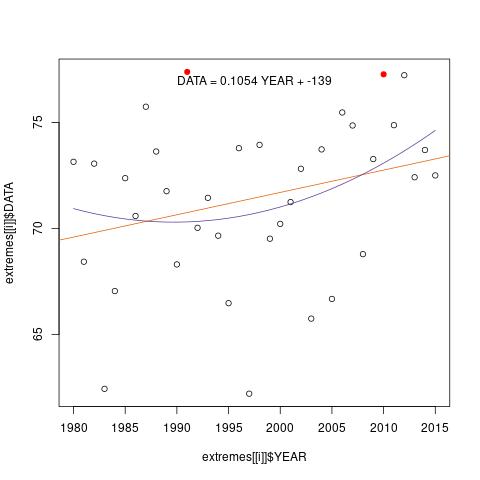 DATA = 0.1054 YEAR + -139
75
70
65
extremes[[i]]$DATA
1980 1985 1990 1995 2000 2005 2010 2015
extremes[[i]]$YEAR